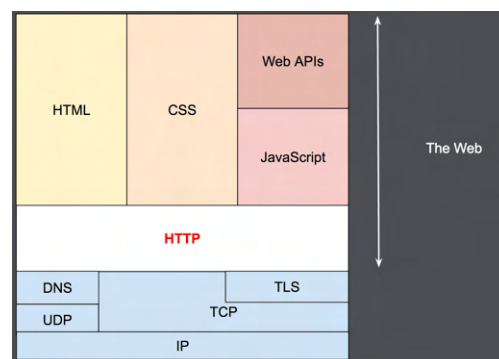 Web APIs
HTML
CSS
JavaScript
The Web
HTTP
DNS
TLS
UDP
TCP
IP